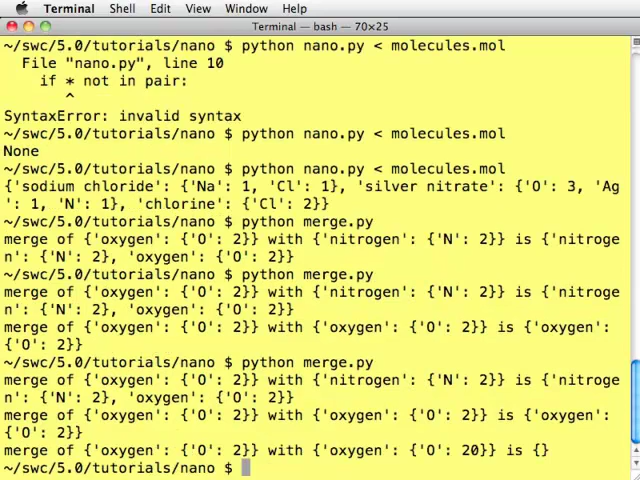 Terminal Shell Edit View Window Help
Terminal — bash — 70×25
~/swc/5.0/tutorials/nano $ python nano.py < molecules.mol
  File "nano.py", line 10
    if * not in pair:
       ^
SyntaxError: invalid syntax
~/swc/5.0/tutorials/nano $ python nano.py < molecules.mol
None
~/swc/5.0/tutorials/nano $ python nano.py < molecules.mol
{'sodium chloride': {'Na': 1, 'Cl': 1}, 'silver nitrate': {'O': 3, 'Ag
': 1, 'N': 1}, 'chlorine': {'Cl': 2}}
~/swc/5.0/tutorials/nano $ python merge.py
merge of {'oxygen': {'O': 2}} with {'nitrogen': {'N': 2}} is {'nitroge
n': {'N': 2}, 'oxygen': {'O': 2}}
~/swc/5.0/tutorials/nano $ python merge.py
merge of {'oxygen': {'O': 2}} with {'nitrogen': {'N': 2}} is {'nitroge
n': {'N': 2}, 'oxygen': {'O': 2}}
merge of {'oxygen': {'O': 2}} with {'oxygen': {'O': 2}} is {'oxygen': 
{'O': 2}}
~/swc/5.0/tutorials/nano $ python merge.py
merge of {'oxygen': {'O': 2}} with {'nitrogen': {'N': 2}} is {'nitroge
n': {'N': 2}, 'oxygen': {'O': 2}}
merge of {'oxygen': {'O': 2}} with {'oxygen': {'O': 2}} is {'oxygen': 
{'O': 2}}
merge of {'oxygen': {'O': 2}} with {'oxygen': {'O': 20}} is {}
~/swc/5.0/tutorials/nano $